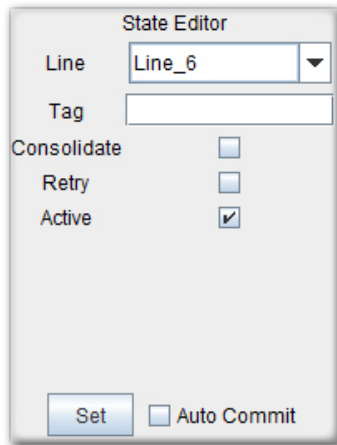 State Editor
Line Line_6
Tag
Consolidate
Retry
Active
Set Auto Commit